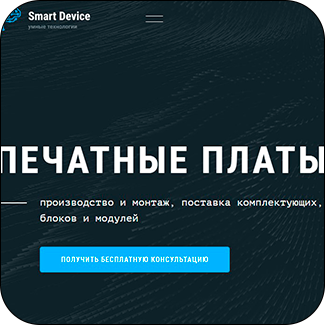 Smart Device
умные технологии
ПЕЧАТНЫЕ ПЛАТЫ
производство и монтаж, поставка комплектующих,
блоков и модулей
ПОЛУЧИТЬ БЕСПЛАТНУЮ КОНСУЛЬТАЦИЮ